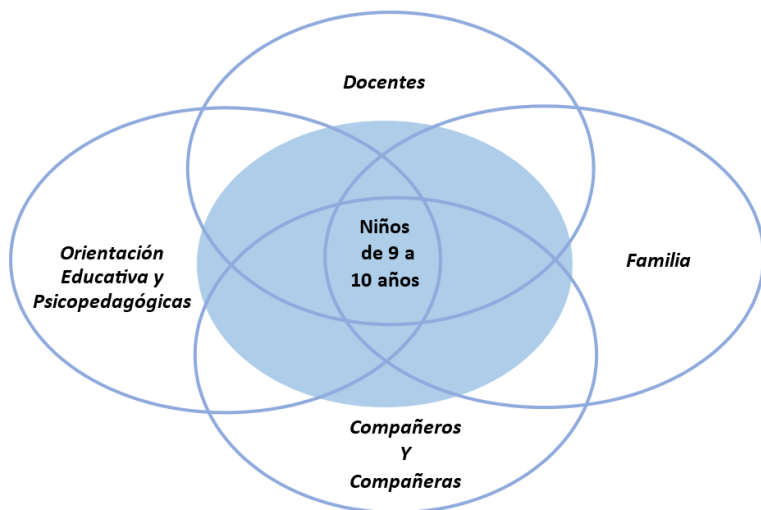 Docentes
Niños
de 9 a
10 años
Orientación
Educativa y
Psicopedagógicas
Familia
Compañeros
Y
Compañeras